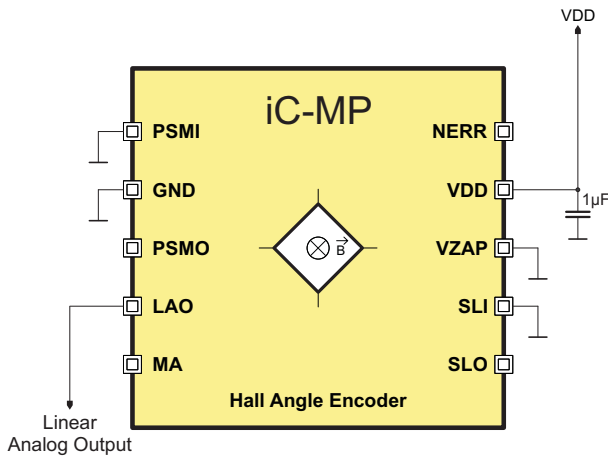 VDD
iC-MP
PSMI
NERR
GND
VDD
1µF
PSMO
B
VZAP
LAO
SLI
MA
SLO
Hall Angle Encoder
Linear
Analog Output